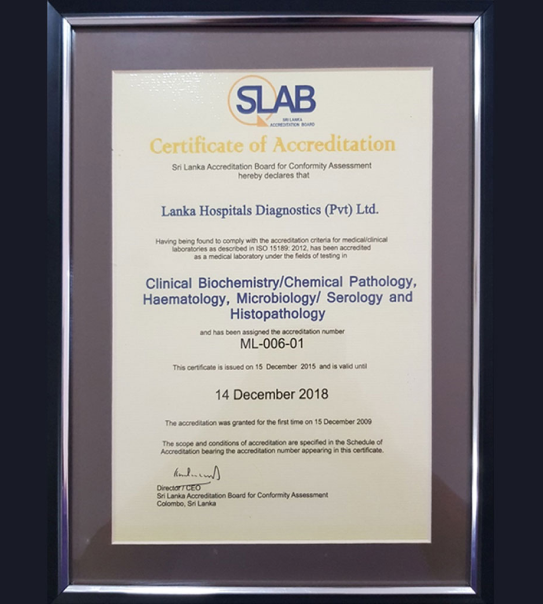 SLAB
SRI LANKA
ACCREDITATION BOARD
Certificate of Accreditation
Sri Lanka Accreditation Board for Conformity Assessment
hereby declares that
Lanka Hospitals Diagnostics (Pvt) Ltd.
Having being found to comply with the accreditation criteria for medical/clinical
laboratories as described in ISO 15189: 2012, has been accredited
as a medical laboratory under the fields of testing in
Clinical Biochemistry/Chemical Pathology,
Haematology, Microbiology/ Serology and
Histopathology
and has been assigned the accreditation number
ML-006-01
This certificate is issued on 15 December 2015 and is valid until
14 December 2018
The accreditation was granted for the first time on 15 December 2009
The scope and conditions of accreditation are specified in the Schedule of
Accreditation bearing the accreditation number appearing in this certificate.
Director / CEO
Sri Lanka Accreditation Board for Conformity Assessment
Colombo, Sri Lanka